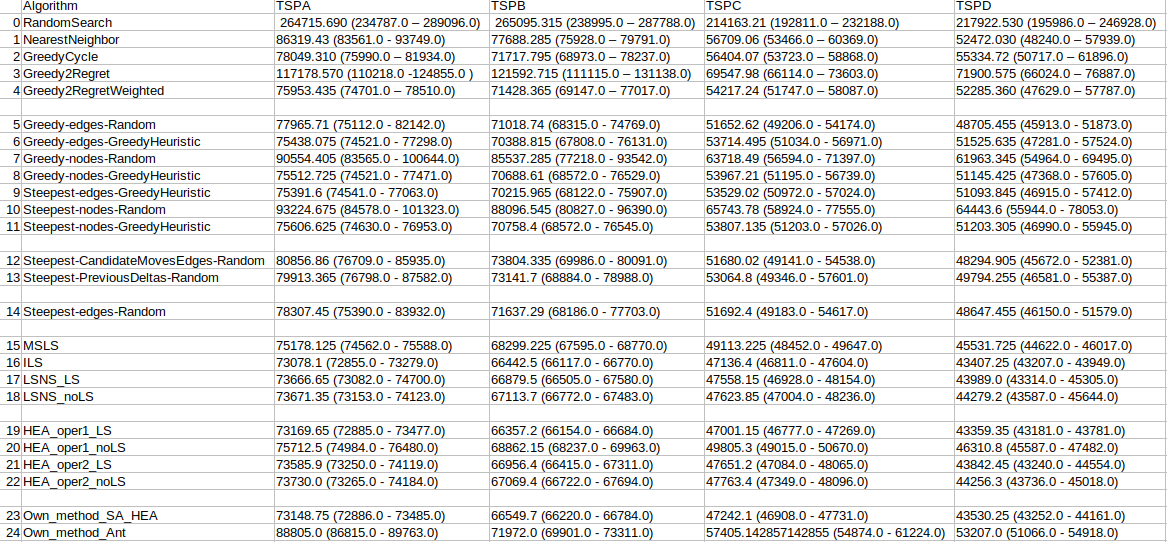 Algorithm TSPA TSPB TSPC TSPD
0 RandomSearch 264715.690 (234787.0 – 289096.0) 265095.315 (238995.0 – 287788.0) 214163.21 (192811.0 – 232188.0) 217922.530 (195986.0 – 246928.0)
1 NearestNeighbor 86319.43 (83561.0 - 93749.0) 77688.285 (75928.0 – 79791.0) 56709.06 (53466.0 – 60369.0) 52472.030 (48240.0 – 57939.0)
2 GreedyCycle 78049.310 (75990.0 – 81934.0) 71717.795 (68973.0 – 78237.0) 56404.07 (53723.0 – 58868.0) 55334.72 (50717.0 – 61896.0)
3 Greedy2Regret 117178.570 (110218.0 -124855.0 ) 121592.715 (111115.0 – 131138.0) 69547.98 (66114.0 – 73603.0) 71900.575 (66024.0 – 76887.0)
4 Greedy2RegretWeighted 75953.435 (74701.0 – 78510.0) 71428.365 (69147.0 – 77017.0) 54217.24 (51747.0 – 58087.0) 52285.360 (47629.0 – 57787.0)
5 Greedy-edges-Random 77965.71 (75112.0 - 82142.0) 71018.74 (68315.0 - 74769.0) 51652.62 (49206.0 - 54174.0) 48705.455 (45913.0 - 51873.0)
6 Greedy-edges-GreedyHeuristic 75438.075 (74521.0 - 77298.0) 70388.815 (67808.0 - 76131.0) 53714.495 (51034.0 - 56971.0) 51525.635 (47281.0 - 57524.0)
7 Greedy-nodes-Random 90554.405 (83565.0 - 100644.0) 85537.285 (77218.0 - 93542.0) 63718.49 (56594.0 - 71397.0) 61963.345 (54964.0 - 69495.0)
8 Greedy-nodes-GreedyHeuristic 75512.725 (74521.0 - 77471.0) 70688.61 (68572.0 - 76529.0) 53967.21 (51195.0 - 56739.0) 51145.425 (47368.0 - 57605.0)
9 Steepest-edges-GreedyHeuristic 75391.6 (74541.0 - 77063.0) 70215.965 (68122.0 - 75907.0) 53529.02 (50972.0 - 57024.0) 51093.845 (46915.0 - 57412.0)
10 Steepest-nodes-Random 93224.675 (84578.0 - 101323.0) 88096.545 (80827.0 - 96390.0) 65743.78 (58924.0 - 77555.0) 64443.6 (55944.0 - 78053.0)
11 Steepest-nodes-GreedyHeuristic 75606.625 (74630.0 - 76953.0) 70758.4 (68572.0 - 76545.0) 53807.135 (51203.0 - 57026.0) 51203.305 (46990.0 - 55945.0)
12 Steepest-CandidateMovesEdges-Random 80856.86 (76709.0 - 85935.0) 73804.335 (69986.0 - 80091.0) 51680.02 (49141.0 - 54538.0) 48294.905 (45672.0 - 52381.0)
13 Steepest-PreviousDeltas-Random 79913.365 (76798.0 - 87582.0) 73141.7 (68884.0 - 78988.0) 53064.8 (49346.0 - 57601.0) 49794.255 (46581.0 - 55387.0)
14 Steepest-edges-Random 78307.45 (75390.0 - 83932.0) 71637.29 (68186.0 - 77703.0) 51692.4 (49183.0 - 54617.0) 48647.455 (46150.0 - 51579.0)
15 MSLS 75178.125 (74562.0 - 75588.0) 68299.225 (67595.0 - 68770.0) 49113.225 (48452.0 - 49647.0) 45531.725 (44622.0 - 46017.0)
16 ILS 73078.1 (72855.0 - 73279.0) 66442.5 (66117.0 - 66770.0) 47136.4 (46811.0 - 47604.0) 43407.25 (43207.0 - 43949.0)
17 LSNS_LS 73666.65 (73082.0 - 74700.0) 66879.5 (66505.0 - 67580.0) 47558.15 (46928.0 - 48154.0) 43989.0 (43314.0 - 45305.0)
18 LSNS_noLS 73671.35 (73153.0 - 74123.0) 67113.7 (66772.0 - 67483.0) 47623.85 (47004.0 - 48236.0) 44279.2 (43587.0 - 45644.0)
19 HEA_oper1_LS 73169.65 (72885.0 - 73477.0) 66357.2 (66154.0 - 66684.0) 47001.15 (46777.0 - 47269.0) 43359.35 (43181.0 - 43781.0)
20 HEA_oper1_noLS 75712.5 (74984.0 - 76480.0) 68862.15 (68237.0 - 69963.0) 49805.3 (49015.0 - 50670.0) 46310.8 (45587.0 - 47482.0)
21 HEA_oper2_LS 73585.9 (73250.0 - 74119.0) 66956.4 (66415.0 - 67311.0) 47651.2 (47084.0 - 48065.0) 43842.45 (43240.0 - 44554.0)
22 HEA_oper2_noLS 73730.0 (73265.0 - 74184.0) 67069.4 (66722.0 - 67694.0) 47763.4 (47349.0 - 48096.0) 44256.3 (43736.0 - 45018.0)
23 Own_method_SA_HEA 73148.75 (72886.0 - 73485.0) 66549.7 (66220.0 - 66784.0) 47242.1 (46908.0 - 47731.0) 43530.25 (43252.0 - 44161.0)
24 Own_method_Ant 88805.0 (86815.0 - 89763.0) 71972.0 (69901.0 - 73311.0) 57405.142857142855 (54874.0 - 61224.0) 53207.0 (51066.0 - 54918.0)